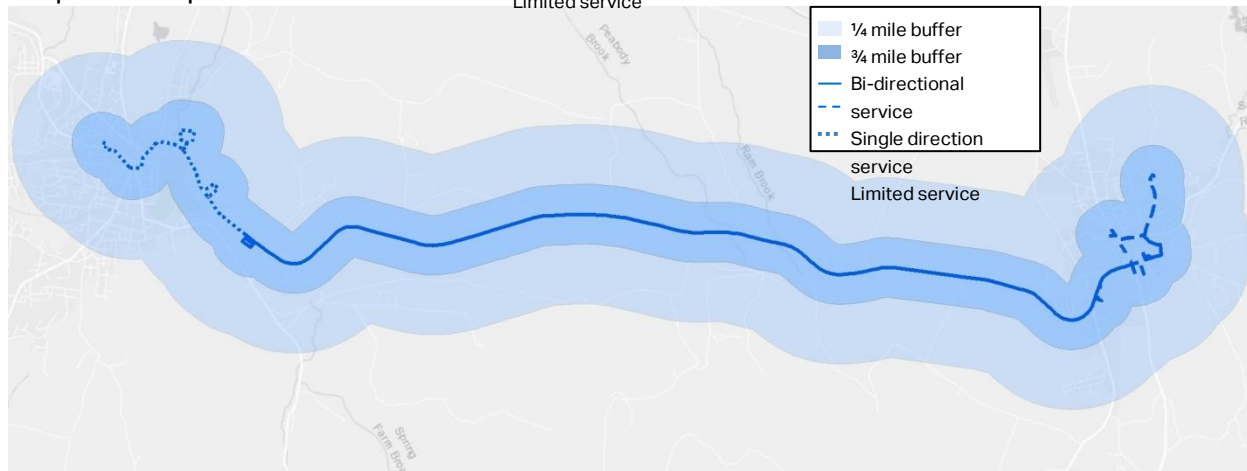 Limited service
¼ mile buffer
¾ mile buffer
Bi-directional
service
Single direction
service
Limited service
Peabody
Brook
Ram Brook
Spring
Farm Brook